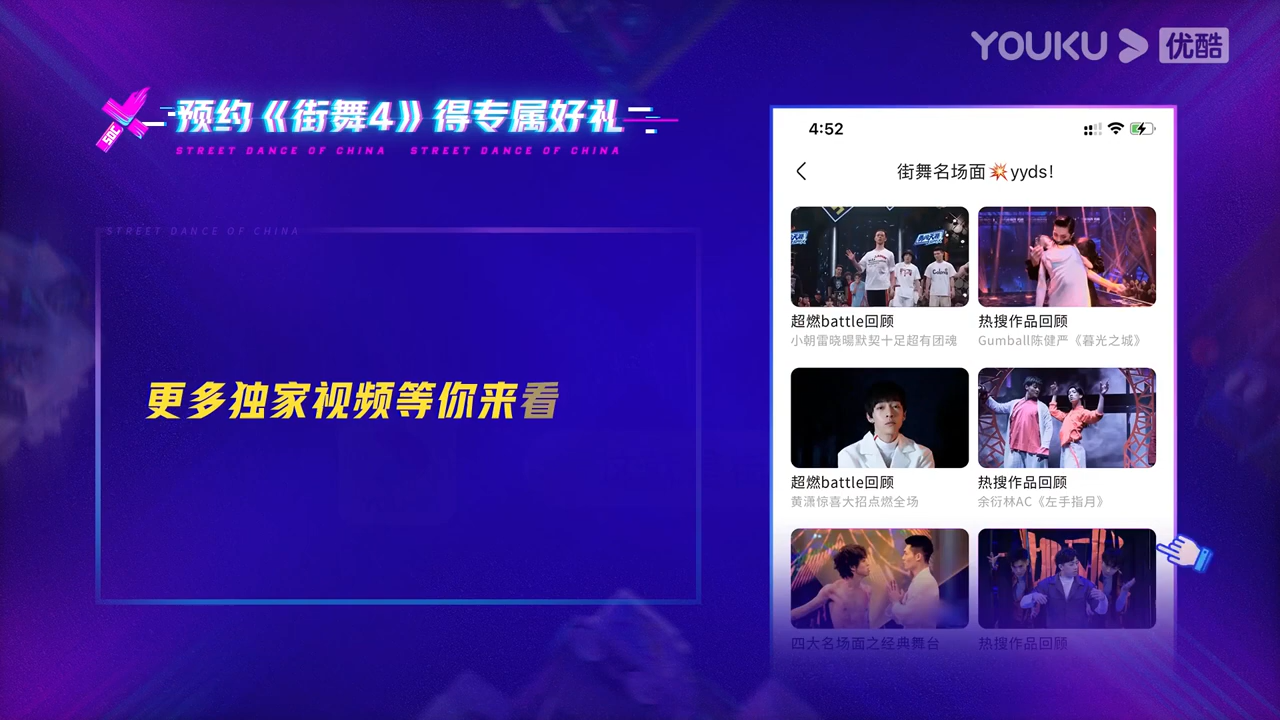 YOUKU 优酷
SDC
预约《街舞4》得专属好礼
STREET DANCE OF CHINA STREET DANCE OF CHINA
STREET DANCE OF CHINA
更多独家视频等你来看
4:52
街舞名场面💥yyds!
超燃battle回顾
小朝雷晓暘默契十足超有团魂
热搜作品回顾
Gumball陈健严《暮光之城》
超燃battle回顾
黄潇惊喜大招点燃全场
热搜作品回顾
余衍林AC《左手指月》
四大名场面之经典舞台
热搜作品回顾